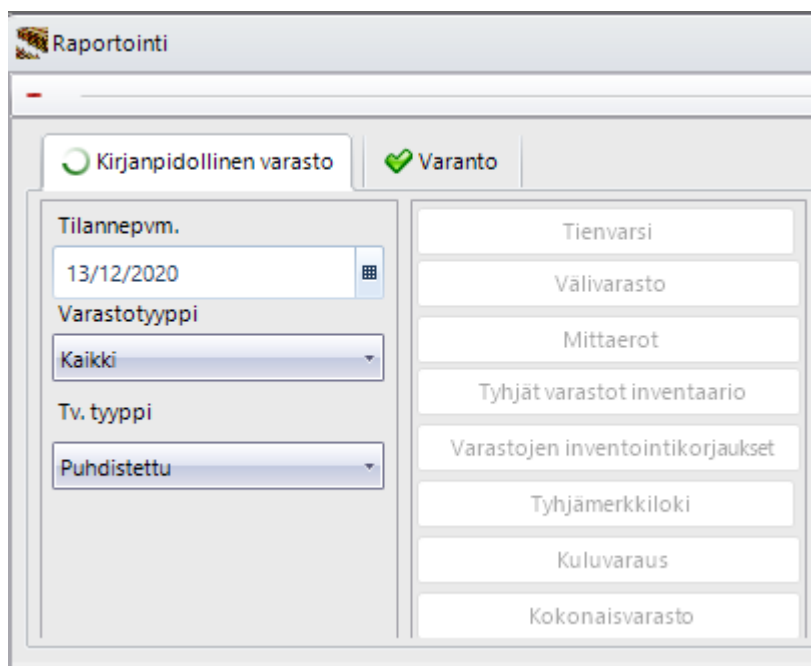 Raportointi
Kirjanpidollinen varasto
Varanto
Tilannepvm.
13/12/2020
Varastotyyppi
Kaikki
Tv. tyyppi
Puhdistettu
Tienvarsi
Välivarasto
Mittaerot
Tyhjät varastot inventaario
Varastojen inventointikorjaukset
Tyhjämerkkiloki
Kuluvaraus
Kokonaisvarasto